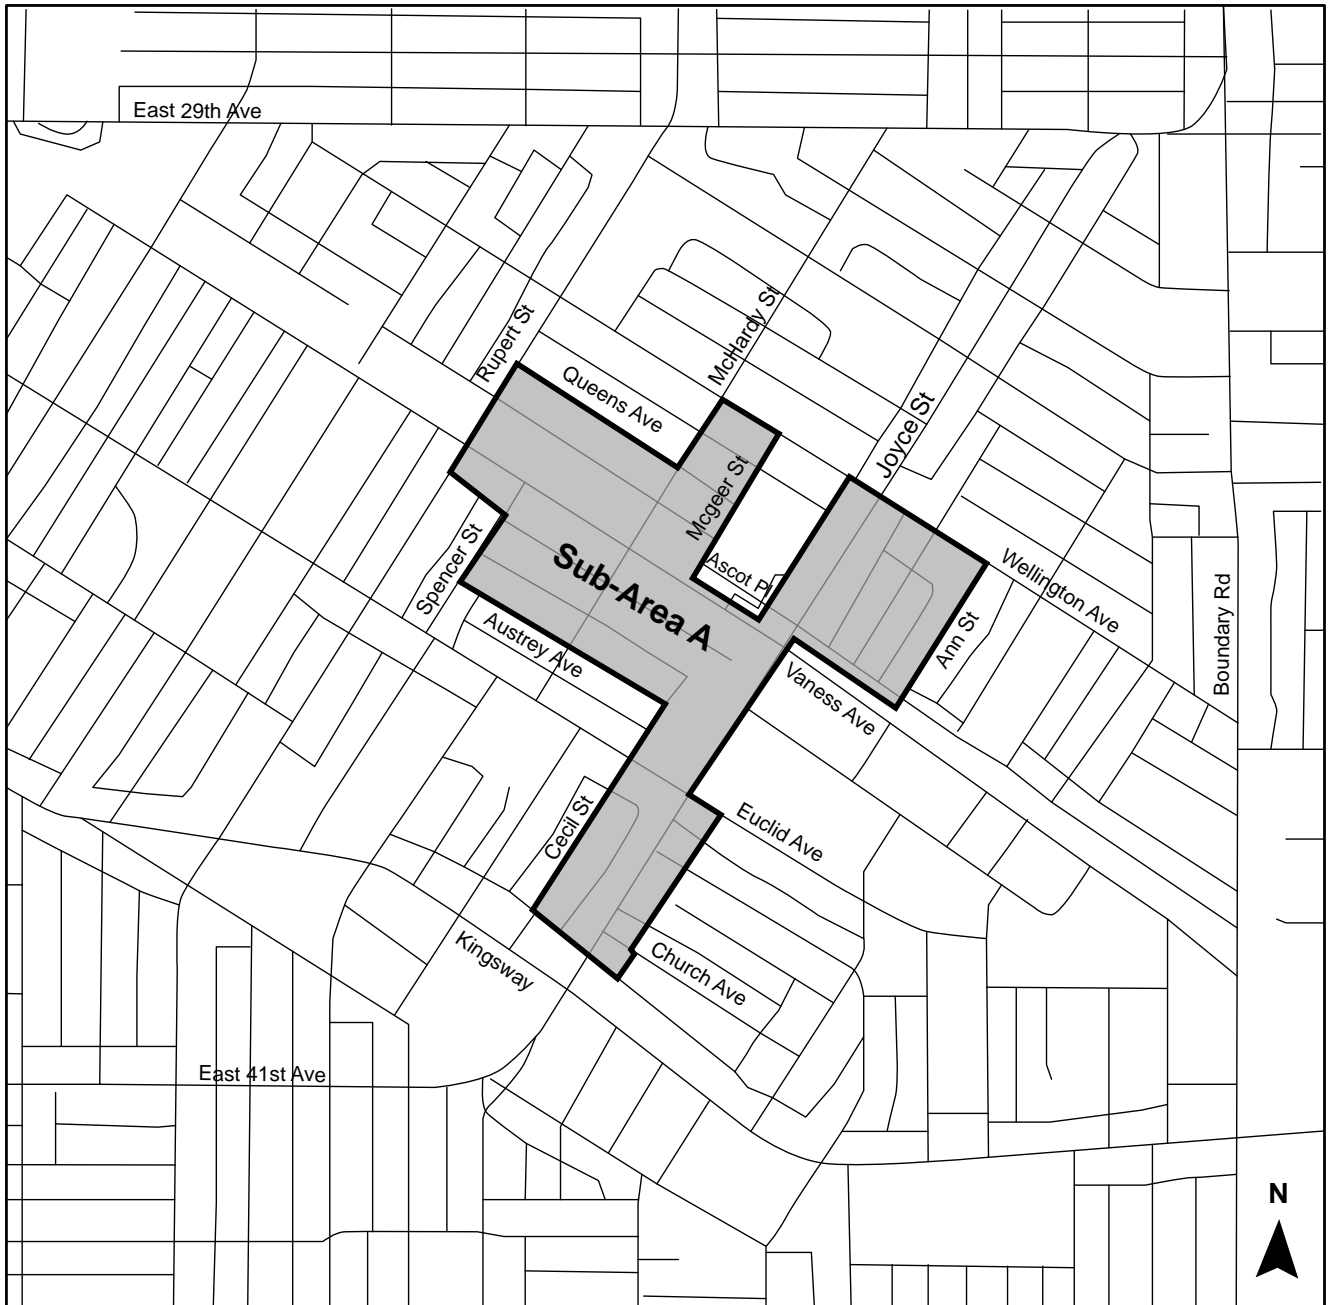 East 29th Ave
Rupert St
McHardy St
Queens Ave
Joyce St
Mcgeer St
Ascot Pl
Spencer St
Sub-Area A
Wellington Ave
Boundary Rd
Austrey Ave
Ann St
Vaness Ave
Cecil St
Euclid Ave
Kingsway
Church Ave
East 41st Ave
N